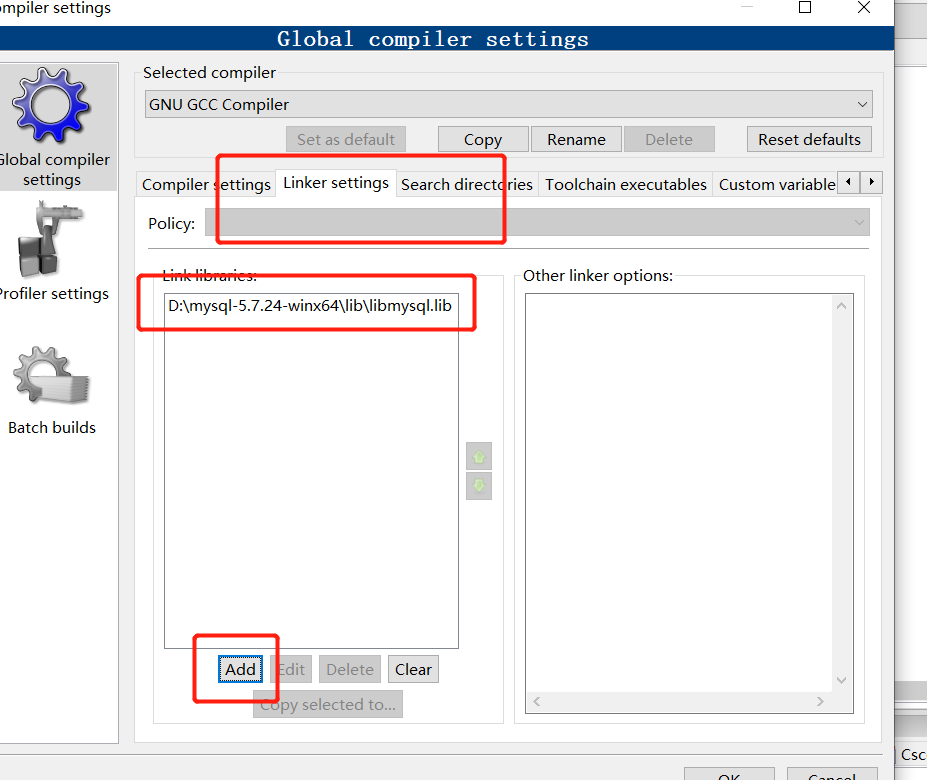 ompiler settings
Global compiler settings
Selected compiler
GNU GCC Compiler
Set as default Copy Rename Delete Reset defaults
Global compiler
settings
Compiler settings Linker settings Search directories Toolchain executables Custom variable
Policy:
Profiler settings
Link libraries: Other linker options:
D:\mysql-5.7.24-winx64\lib\libmysql.lib
Batch builds
Add Edit Delete Clear
Copy selected to...
Csco
OK Cancel